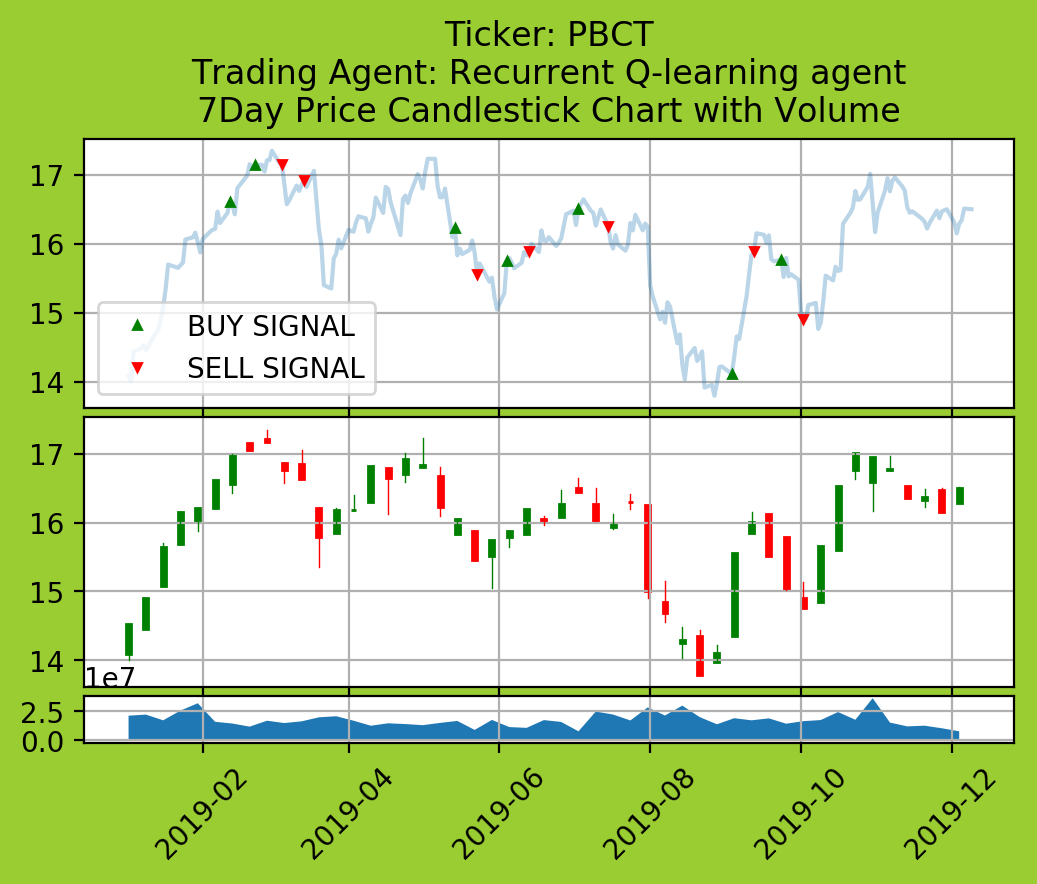 Ticker: PBCT
Trading Agent: Recurrent Q-learning agent
7Day Price Candlestick Chart with Volume
17
16
15
14
BUY SIGNAL
SELL SIGNAL
17
16
15
14
1e7
2.5
0.0
2019-02
2019-04
2019-06
2019-08
2019-10
2019-12